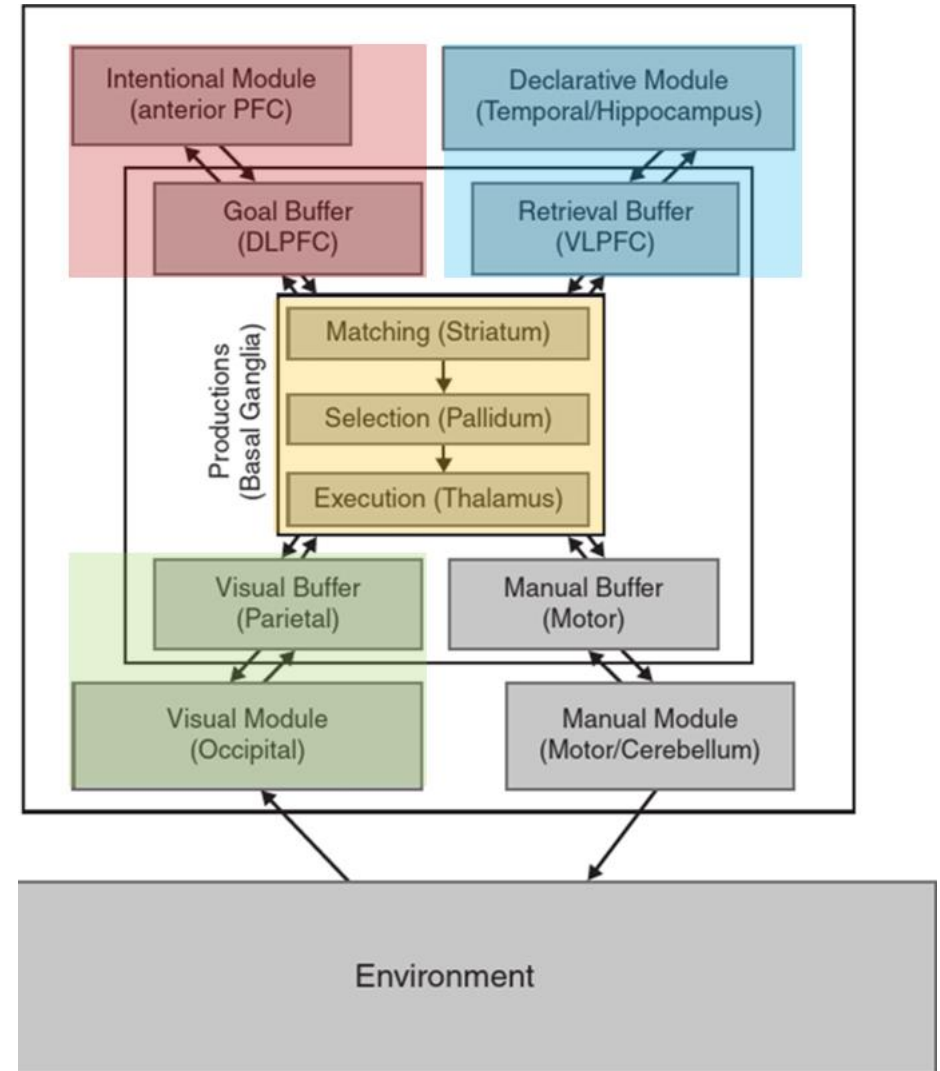 Intentional Module
(anterior PFC)
Declarative Module
(Temporal/Hippocampus)
Goal Buffer
(DLPFC)
Retrieval Buffer
(VLPFC)
Productions
(Basal Ganglia)
Matching (Striatum)
Selection (Pallidum)
Execution (Thalamus)
Visual Buffer
(Parietal)
Manual Buffer
(Motor)
Visual Module
(Occipital)
Manual Module
(Motor/Cerebellum)
Environment